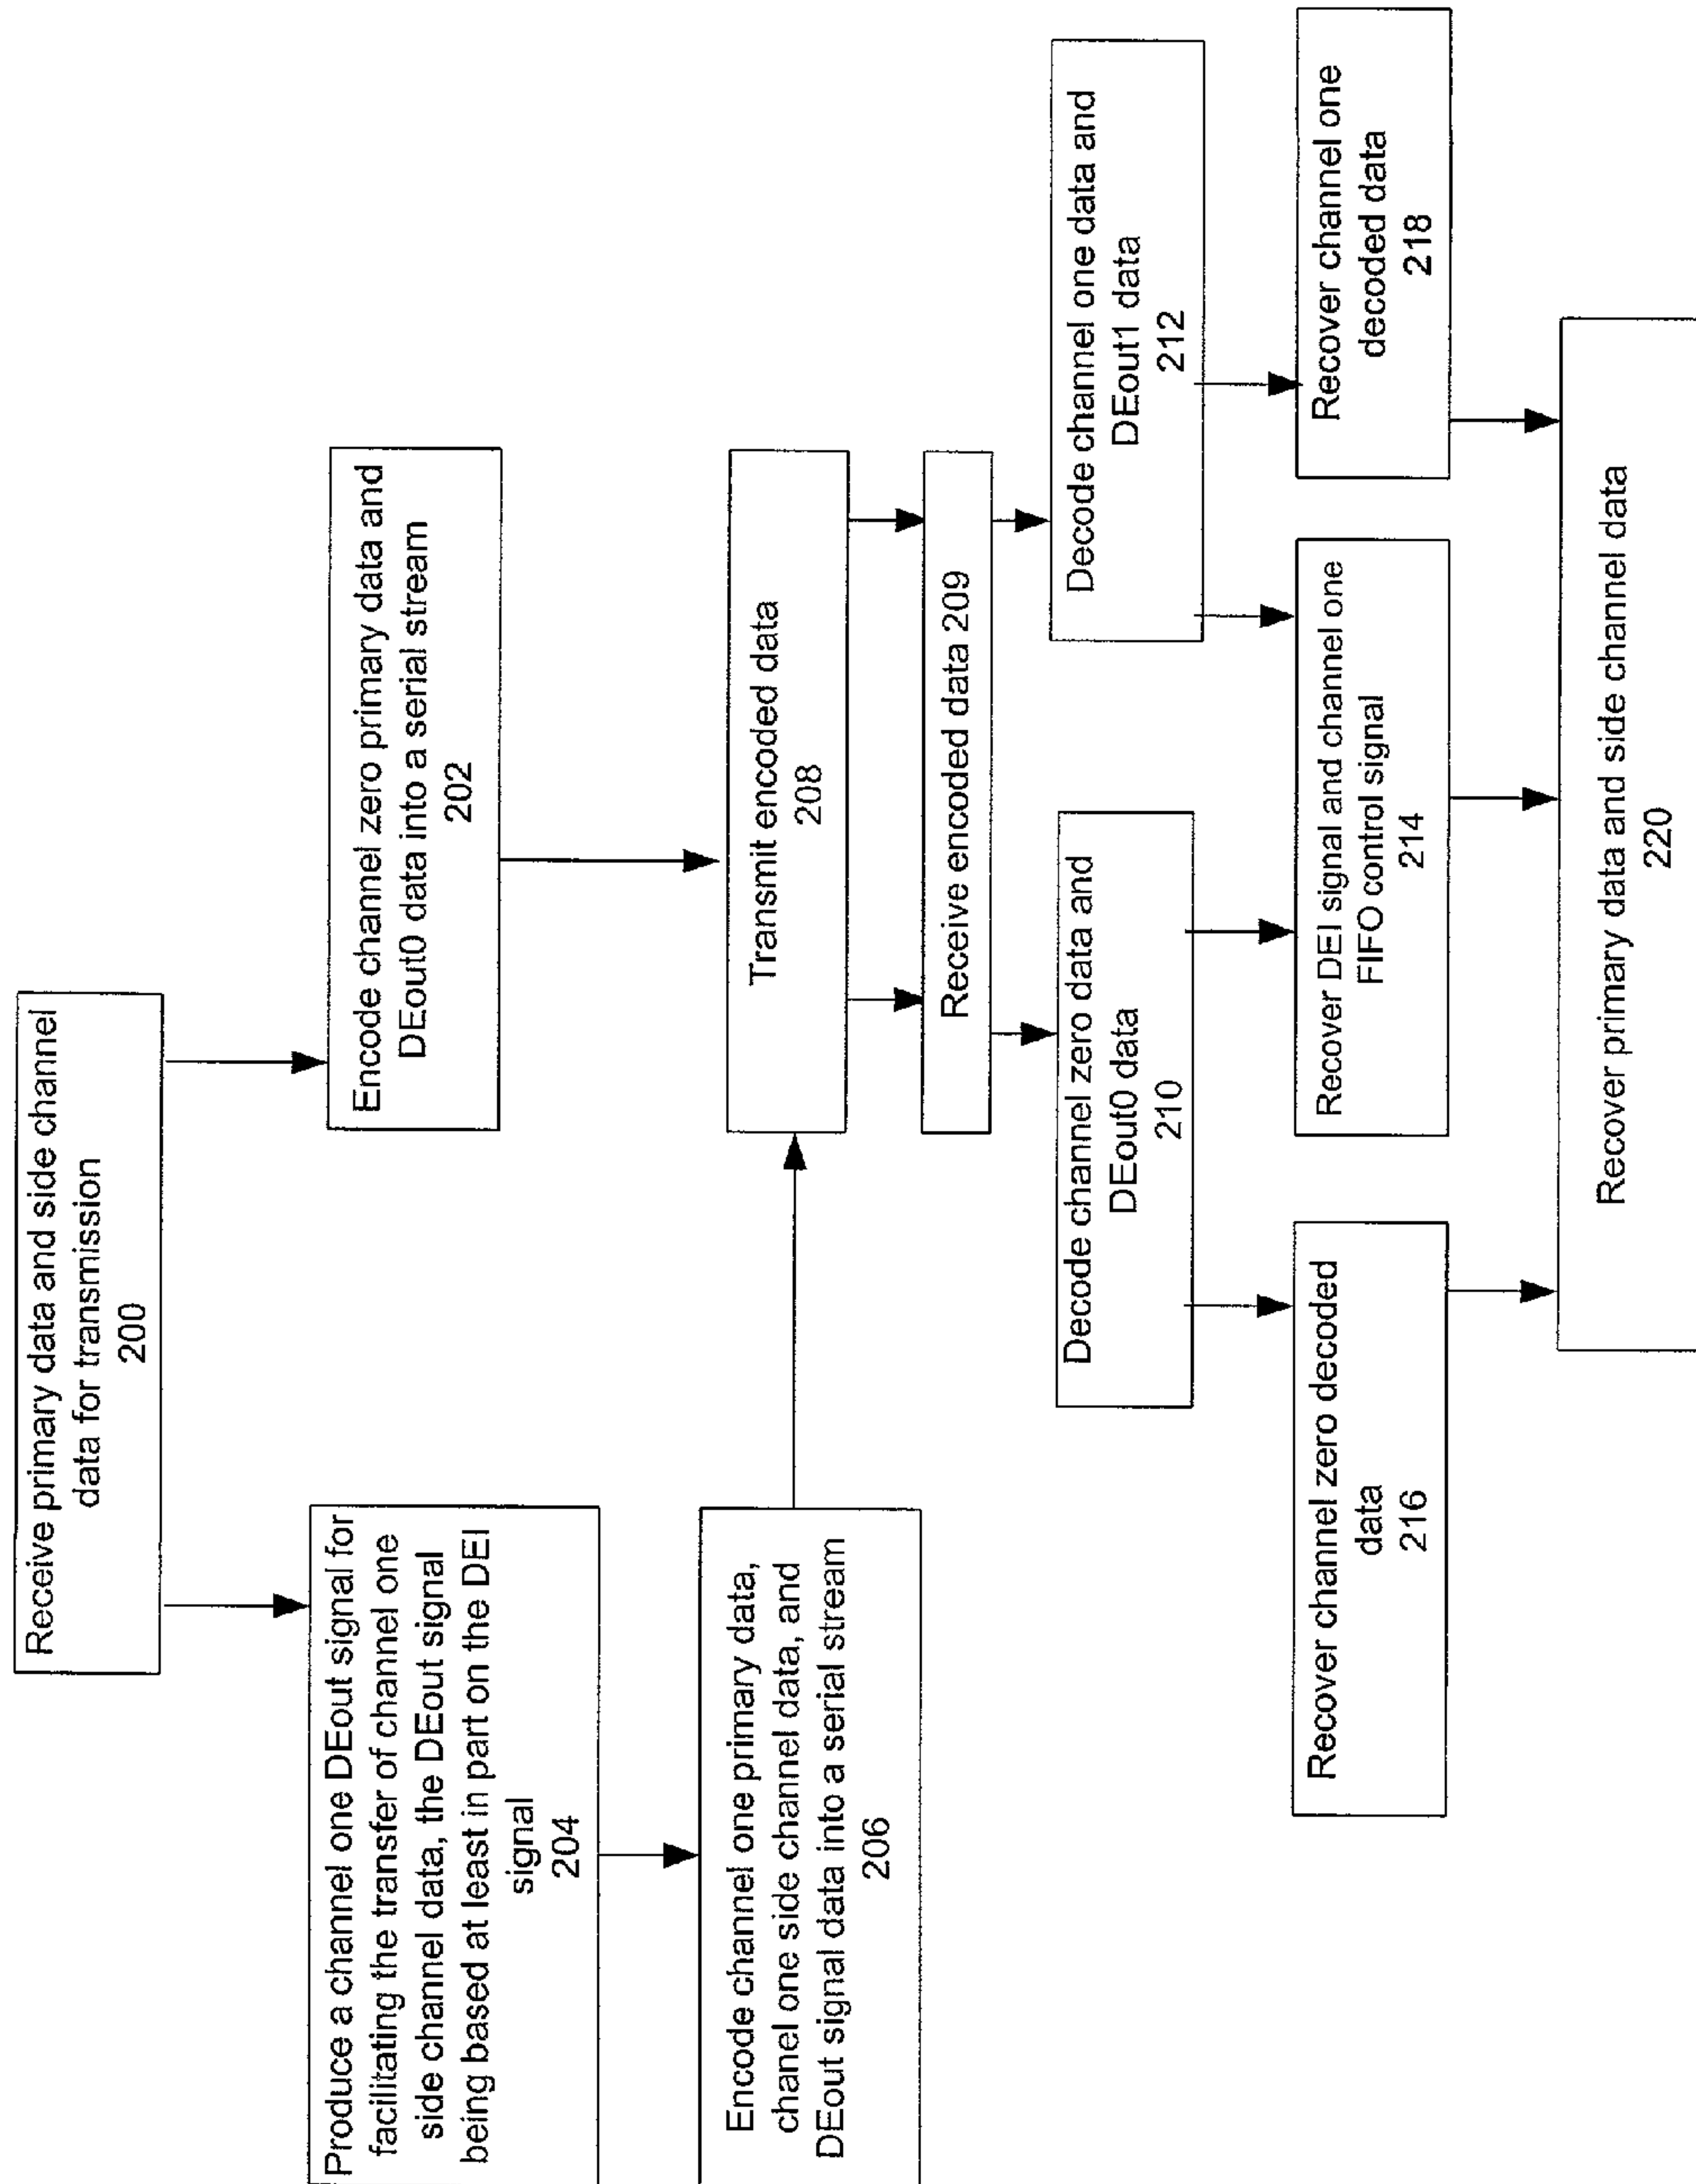 Receive primary data and side channel
data for transmission
200
Produce a channel one DEout signal for
facilitating the transfer of channel one
side channel data, the DEout signal
being based at least in part on the DEI
signal
204
Encode channel zero primary data and
DEout0 data into a serial stream
202
Encode channel one primary data,
chanel one side channel data, and
DEout signal data into a serial stream
206
Transmit encoded data
208
Receive encoded data 209
Decode channel zero data and
DEout0 data
210
Decode channel one data and
DEout1 data
212
Recover channel zero decoded
data
216
Recover DEI signal and channel one
FIFO control signal
214
Recover channel one
decoded data
218
Recover primary data and side channel data
220